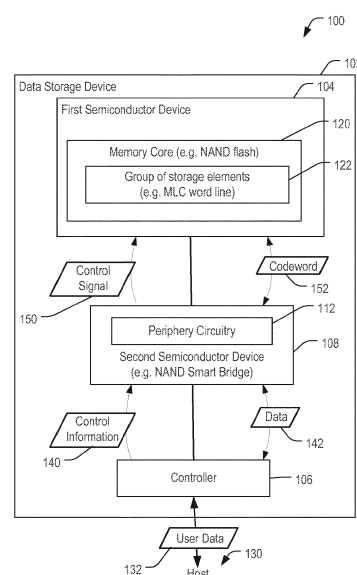 100
10
Data Storage Device
104
First Semiconductor Device
120
Memory Core (e.g. NAND flash)
122
Group of storage elements
(e.g. MLC word line)
Control
Signal
150
Codeword
152
112
Periphery Circuitry
108
Second Semiconductor Device
(e.g. NAND Smart Bridge)
Control
Information
140
Data
142
Controller
106
User Data
132
130
Host